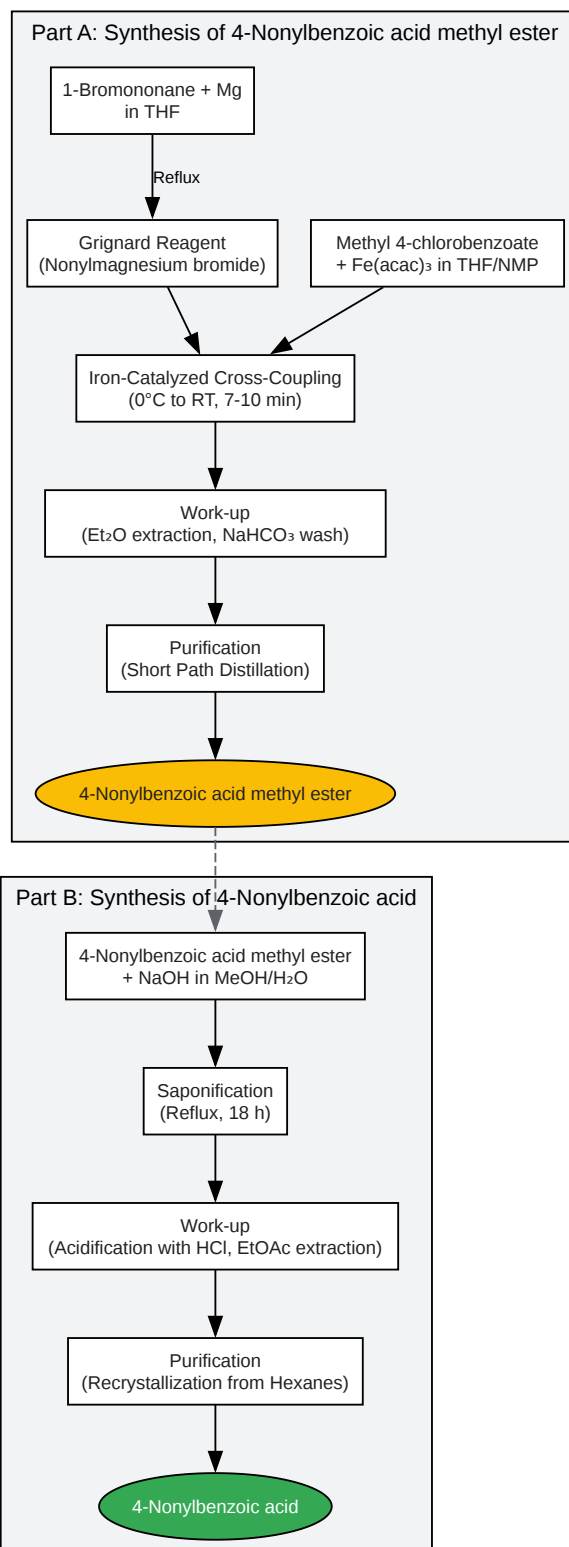 Part A: Synthesis of 4-Nonylbenzoic acid methyl ester
1-Bromononane + Mg
in THF
Reflux
Grignard Reagent
(Nonylmagnesium bromide)
Methyl 4-chlorobenzoate
+ Fe(acac)₃ in THF/NMP
Iron-Catalyzed Cross-Coupling
(0°C to RT, 7-10 min)
Work-up
(Et₂O extraction, NaHCO₃ wash)
Purification
(Short Path Distillation)
4-Nonylbenzoic acid methyl ester
Part B: Synthesis of 4-Nonylbenzoic acid
4-Nonylbenzoic acid methyl ester
+ NaOH in MeOH/H₂O
Saponification
(Reflux, 18 h)
Work-up
(Acidification with HCl, EtOAc extraction)
Purification
(Recrystallization from Hexanes)
4-Nonylbenzoic acid